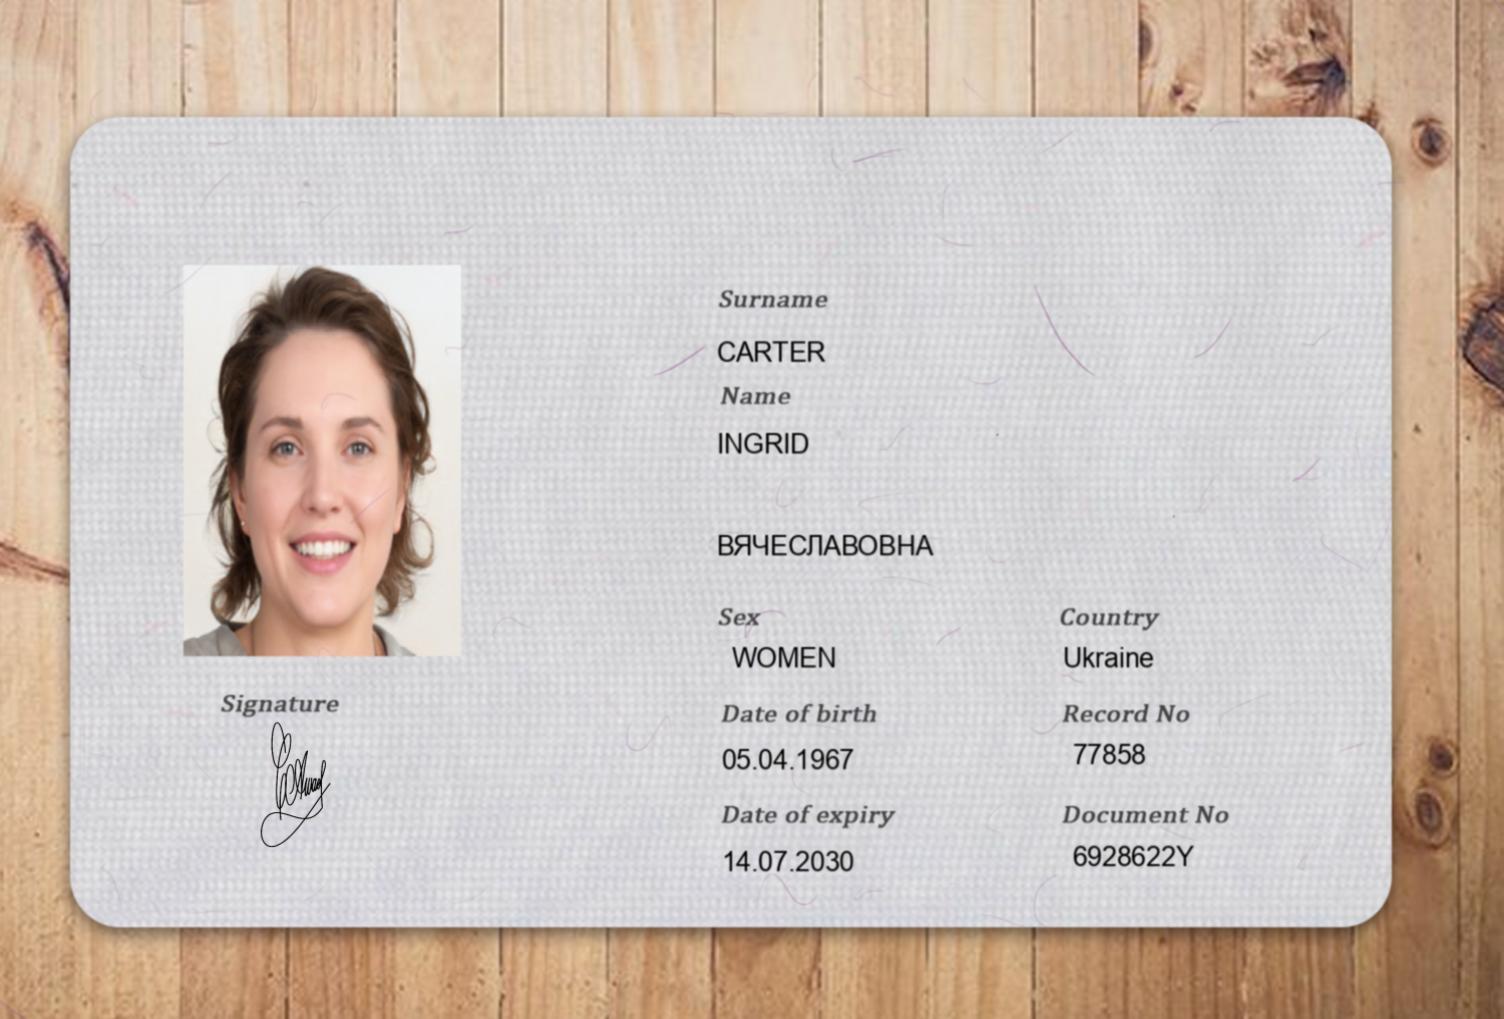 Surname
CARTER
Name
INGRID
ВЯЧЕСЛАВОВНА
Sex Country
WOMEN Ukraine
Date of birth Record No
05.04.1967 77858
Date of expiry Document No
14.07.2030 6928622Y
Signature